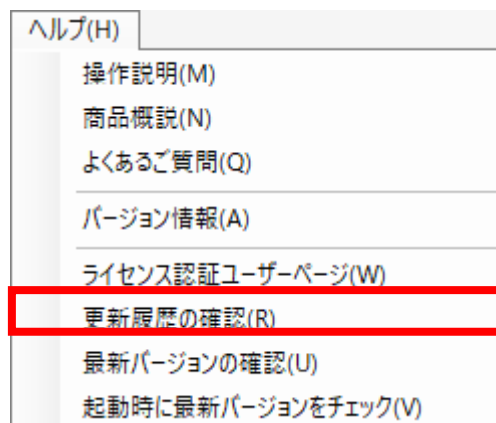 ヘルプ(H)
操作説明(M)
商品概説(N)
よくあるご質問(Q)
バージョン情報(A)
ライセンス認証ユーザーページ(W)
更新履歴の確認(R)
最新バージョンの確認(U)
起動時に最新バージョンをチェック(V)